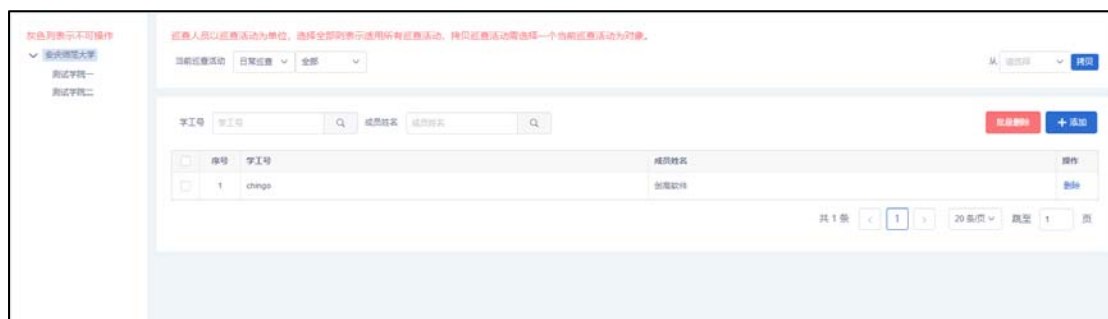 灰色则表示不可操作
安庆师范大学
测试学院一
测试学院二
巡查人员以巡查活动为单位，选择全部则表示适用所有巡查活动、拷贝巡查活动需选择一个当前巡查活动为对象。
当前巡查活动 日常巡查 全部
从 请选择 拷贝
学工号 学工号 成员姓名 成员姓名
批量删除 + 添加
序号 学工号 成员姓名 操作
1 chingo 创高软件 删除
共 1 条 < 1 > 20 条/页 跳至 1 页